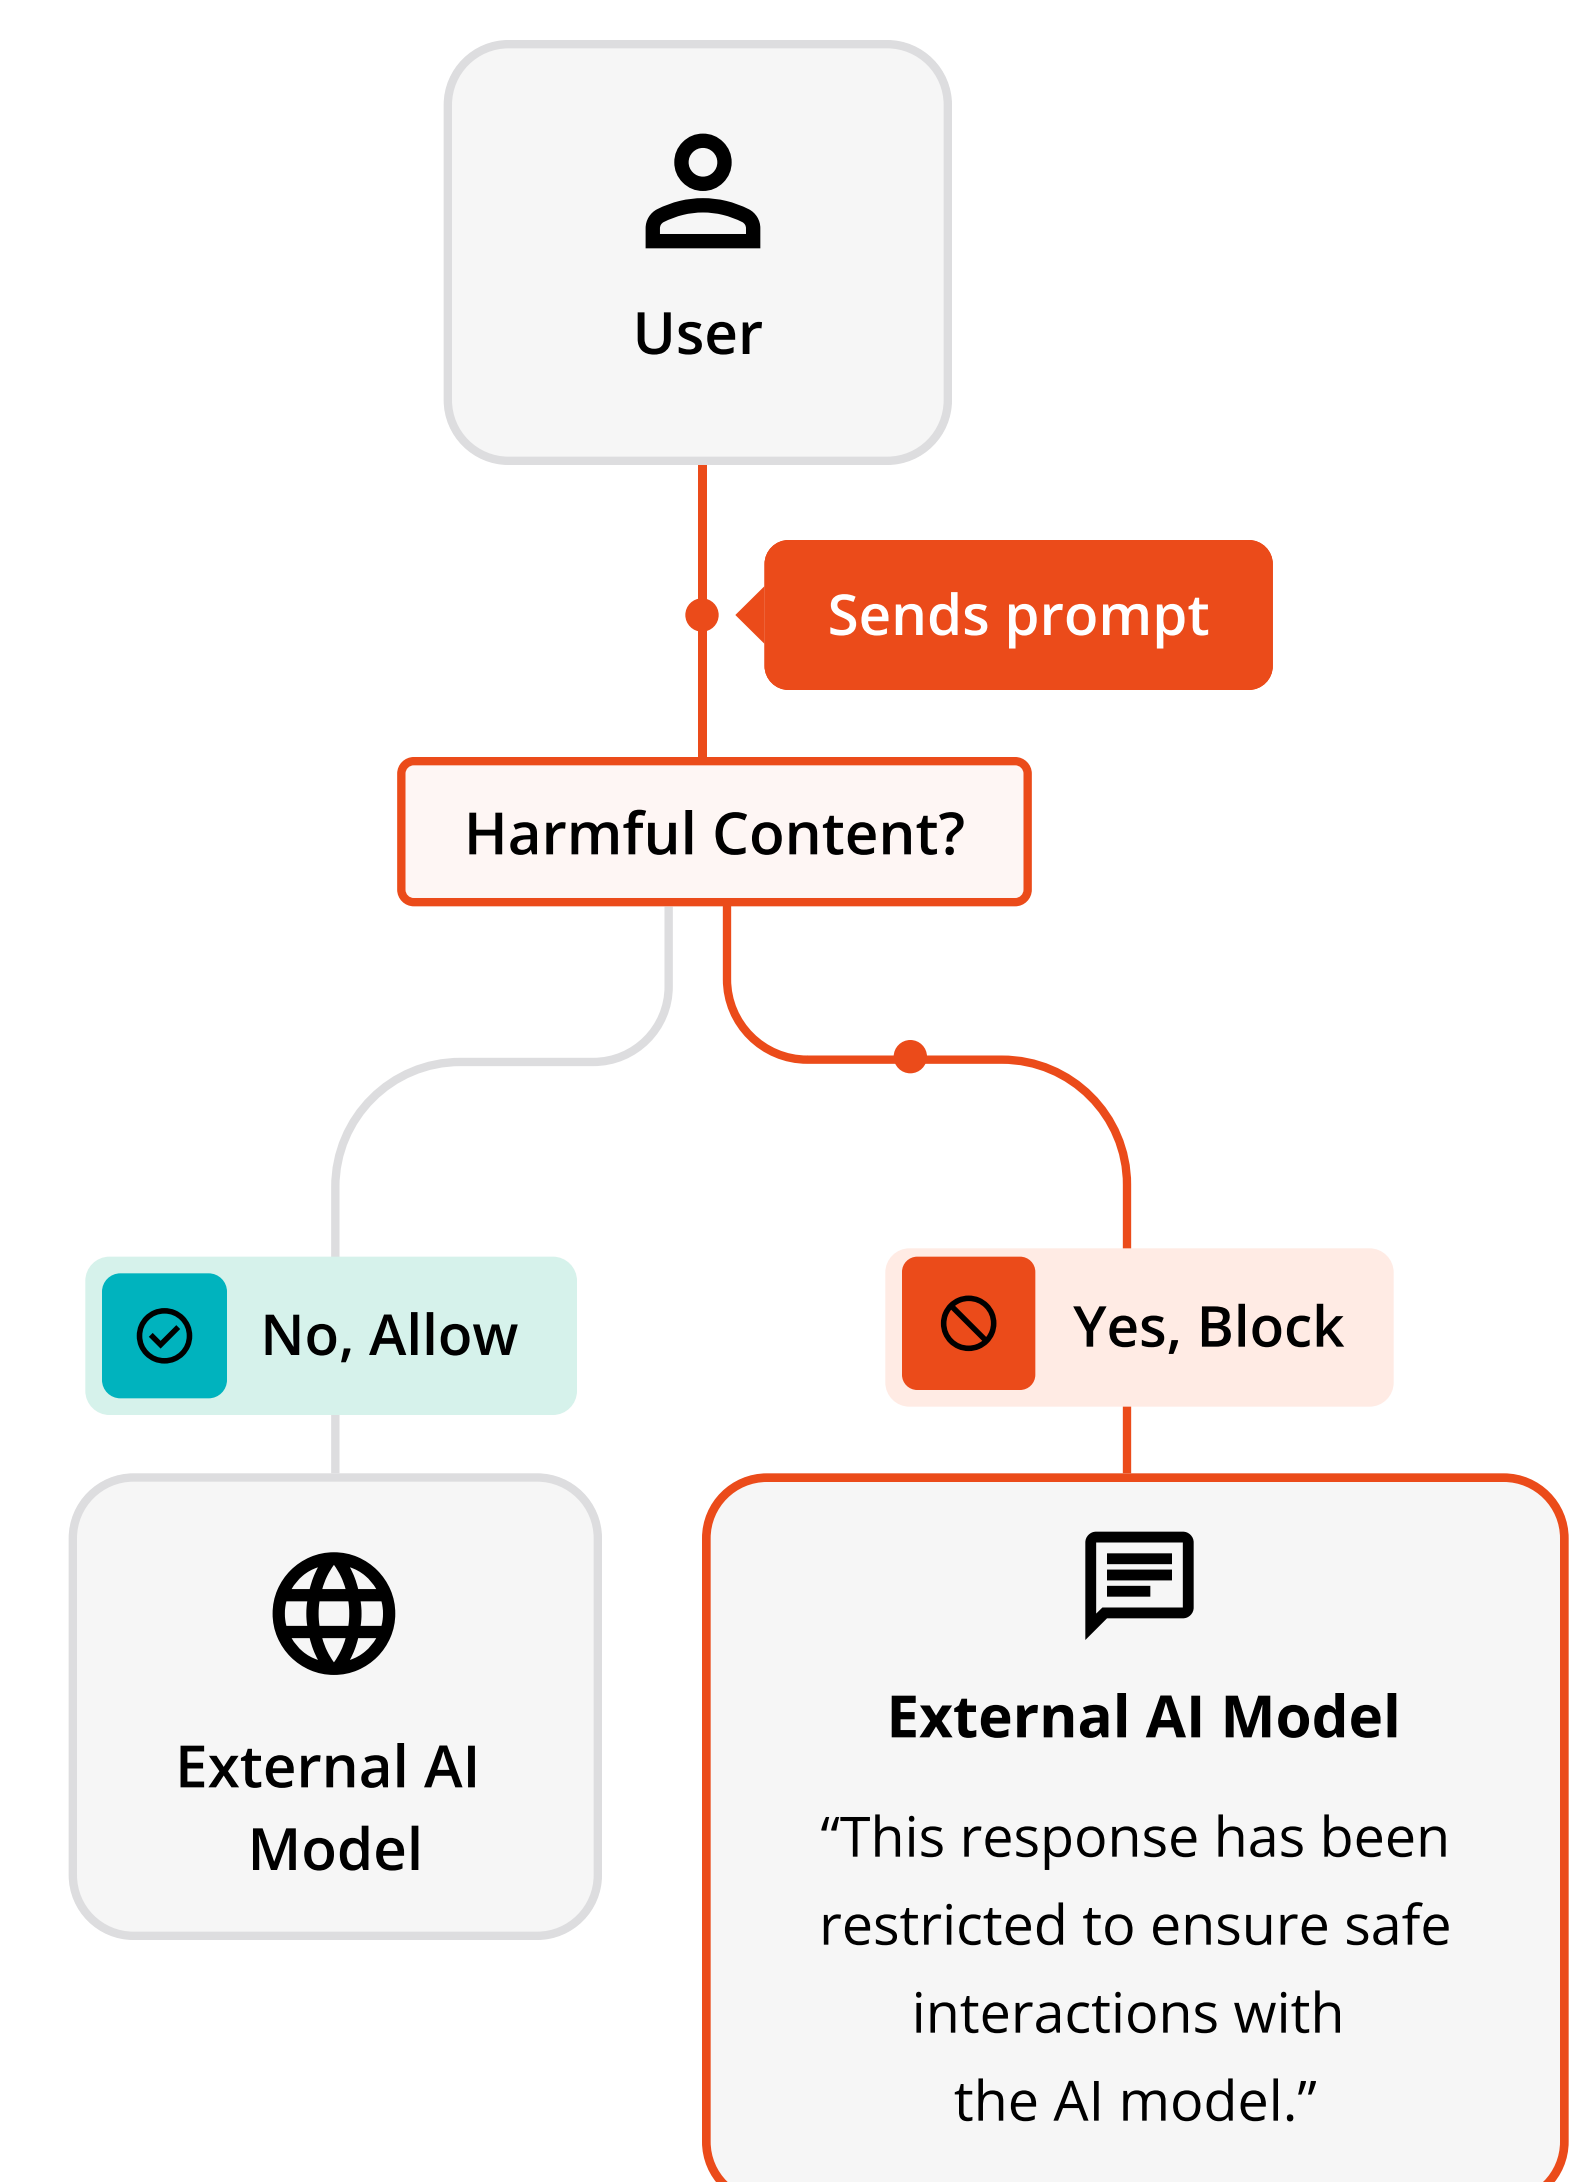 User
Sends prompt
Harmful Content?
No, Allow
Yes, Block
External AI
Model
External AI Model
“This response has been
restricted to ensure safe
interactions with
the AI model.”